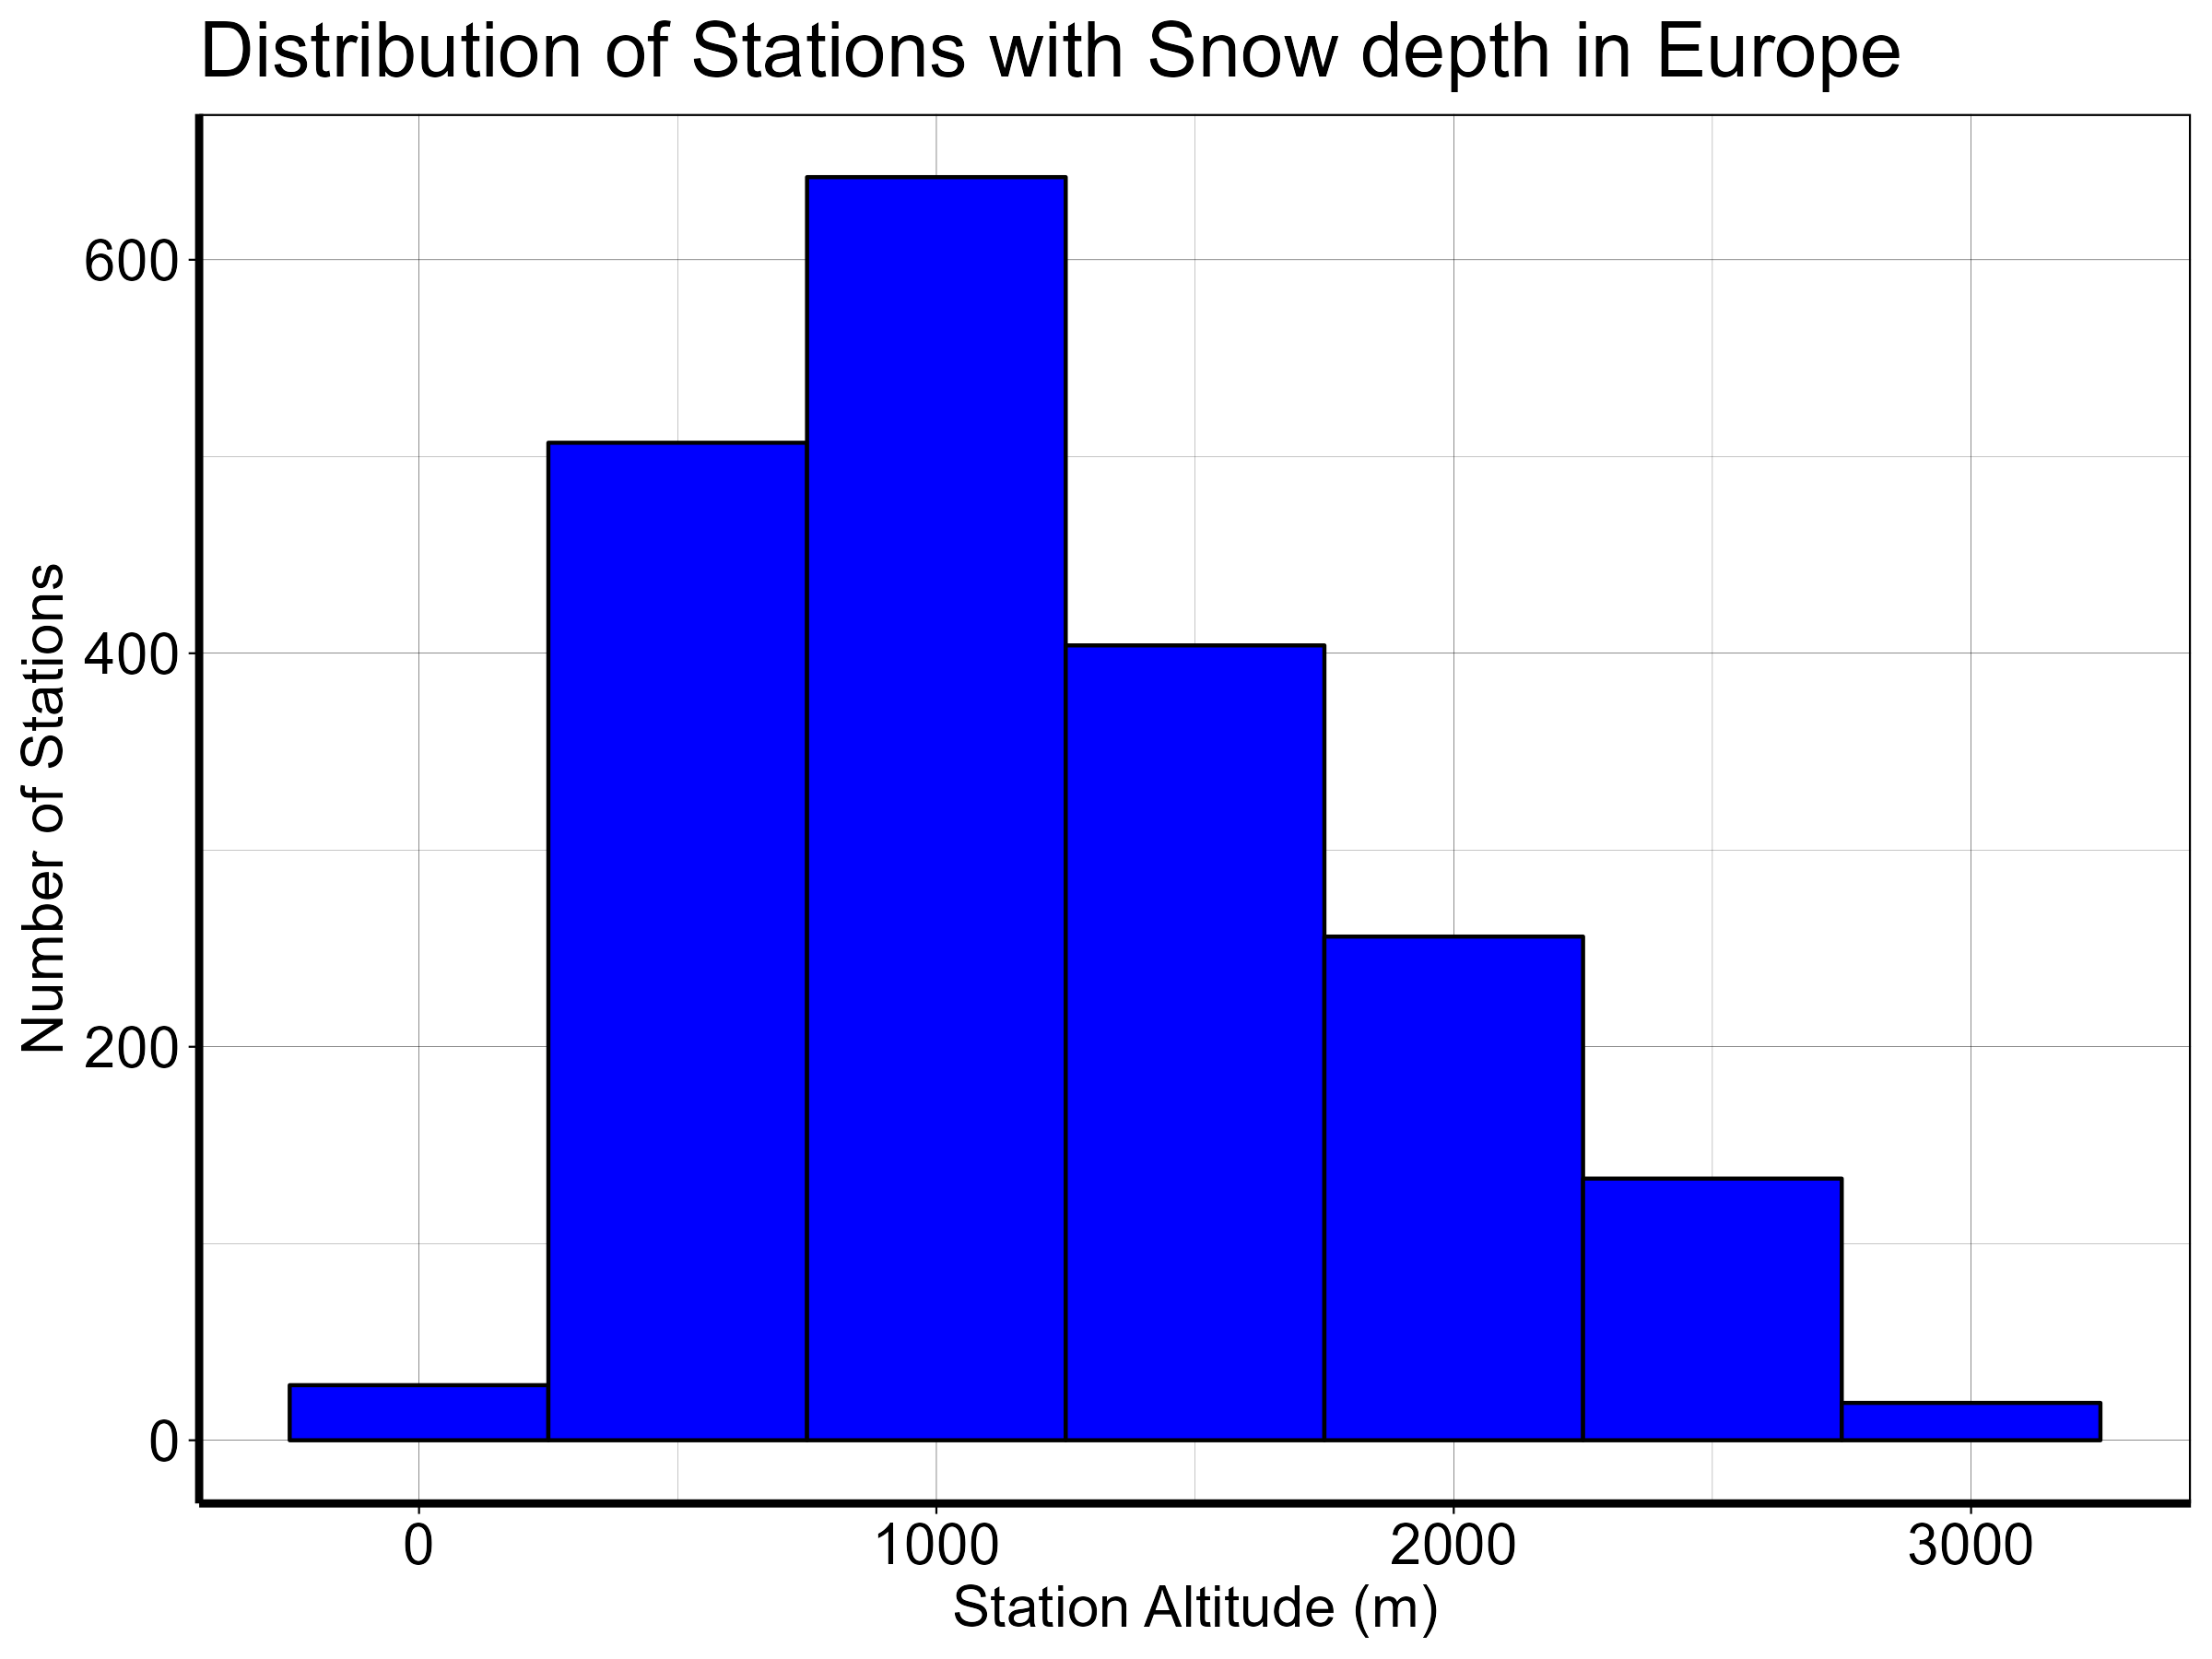 Distribution of Stations with Snow depth in Europe
Number of Stations
600
400
200
0
0 1000 2000 3000
Station Altitude (m)